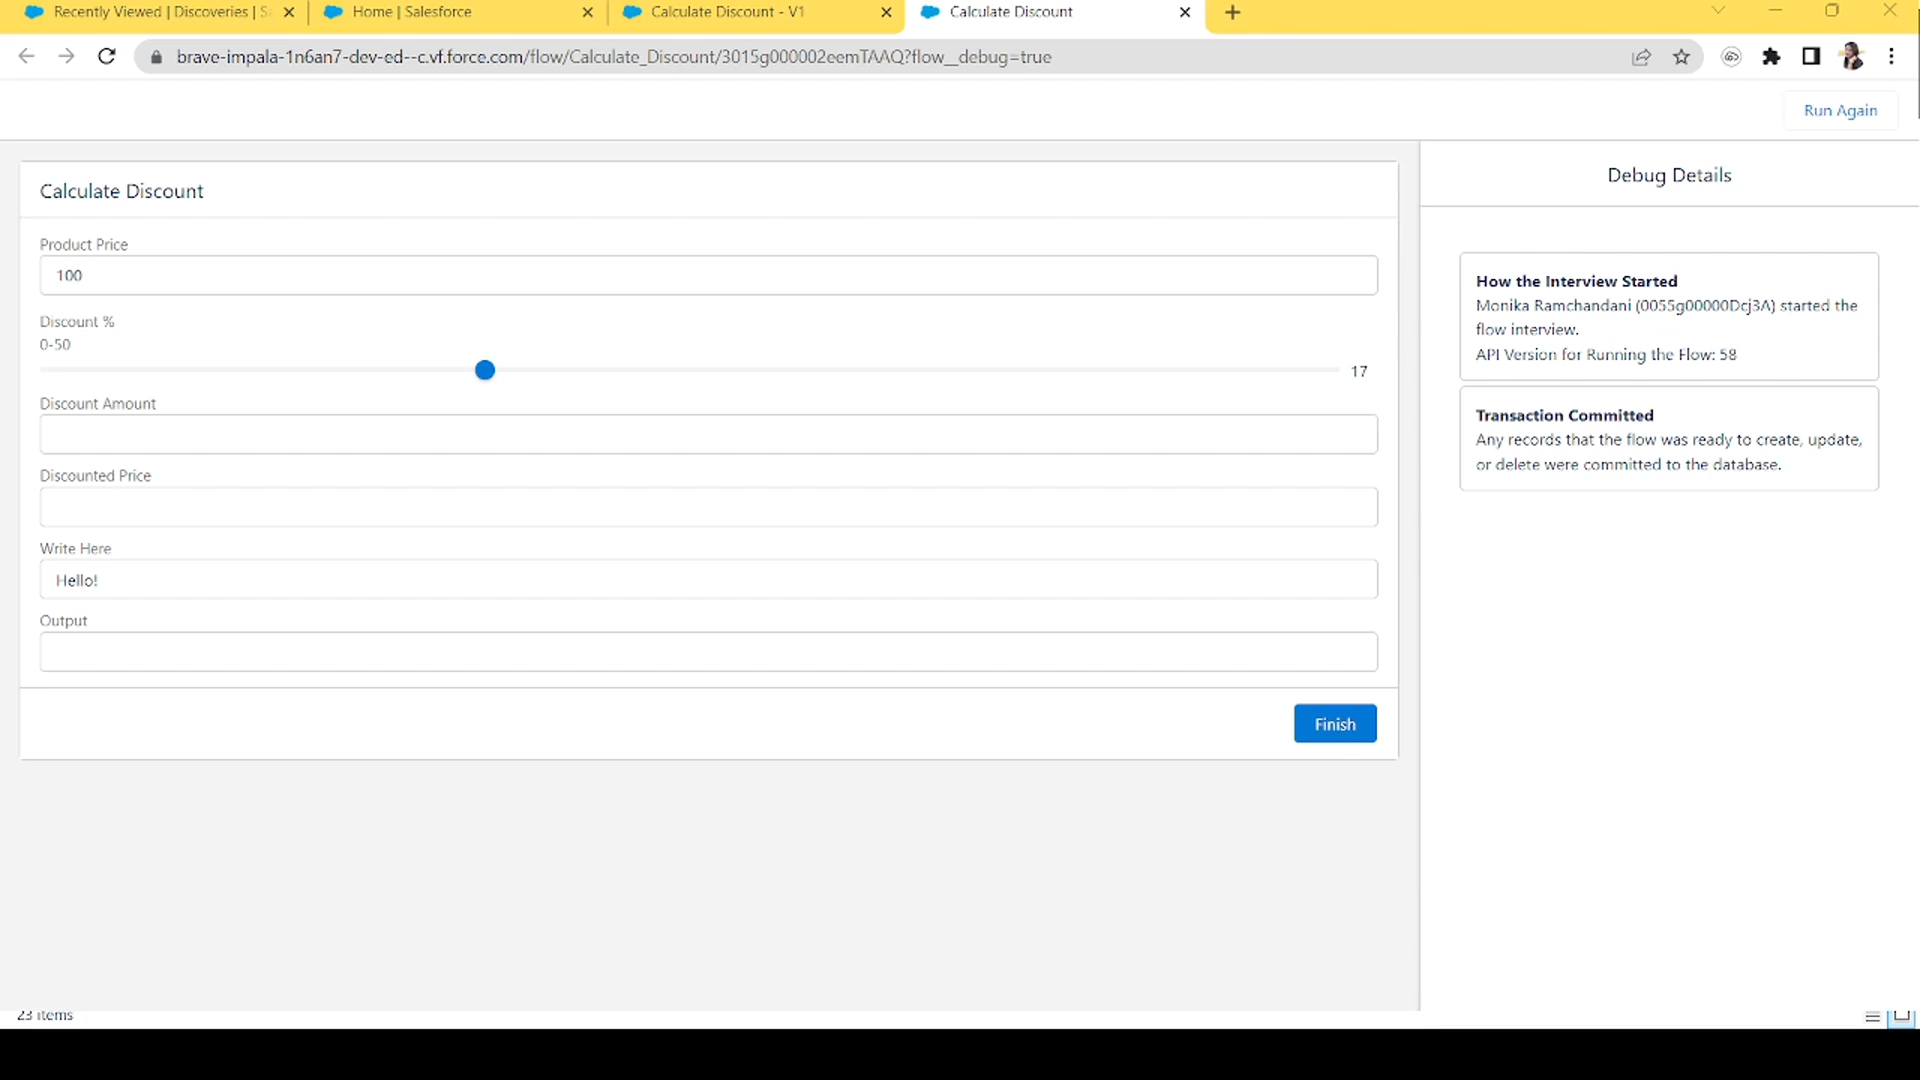 Recently Viewed | Discoveries | S
Home | Salesforce
Calculate Discount - V1
Calculate Discount
brave-impala-1n6an7-dev-ed--c.vf.force.com/flow/Calculate_Discount/3015g000002eemTAAQ?flow__debug=true
Run Again
Calculate Discount
Product Price
100
Discount %
0-50
17
Discount Amount
Discounted Price
Write Here
Hello!
Output
Finish
Debug Details
How the Interview Started
Monika Ramchandani (0055g00000Dcj3A) started the
flow interview.
API Version for Running the Flow: 58
Transaction Committed
Any records that the flow was ready to create, update,
or delete were committed to the database.
23 items